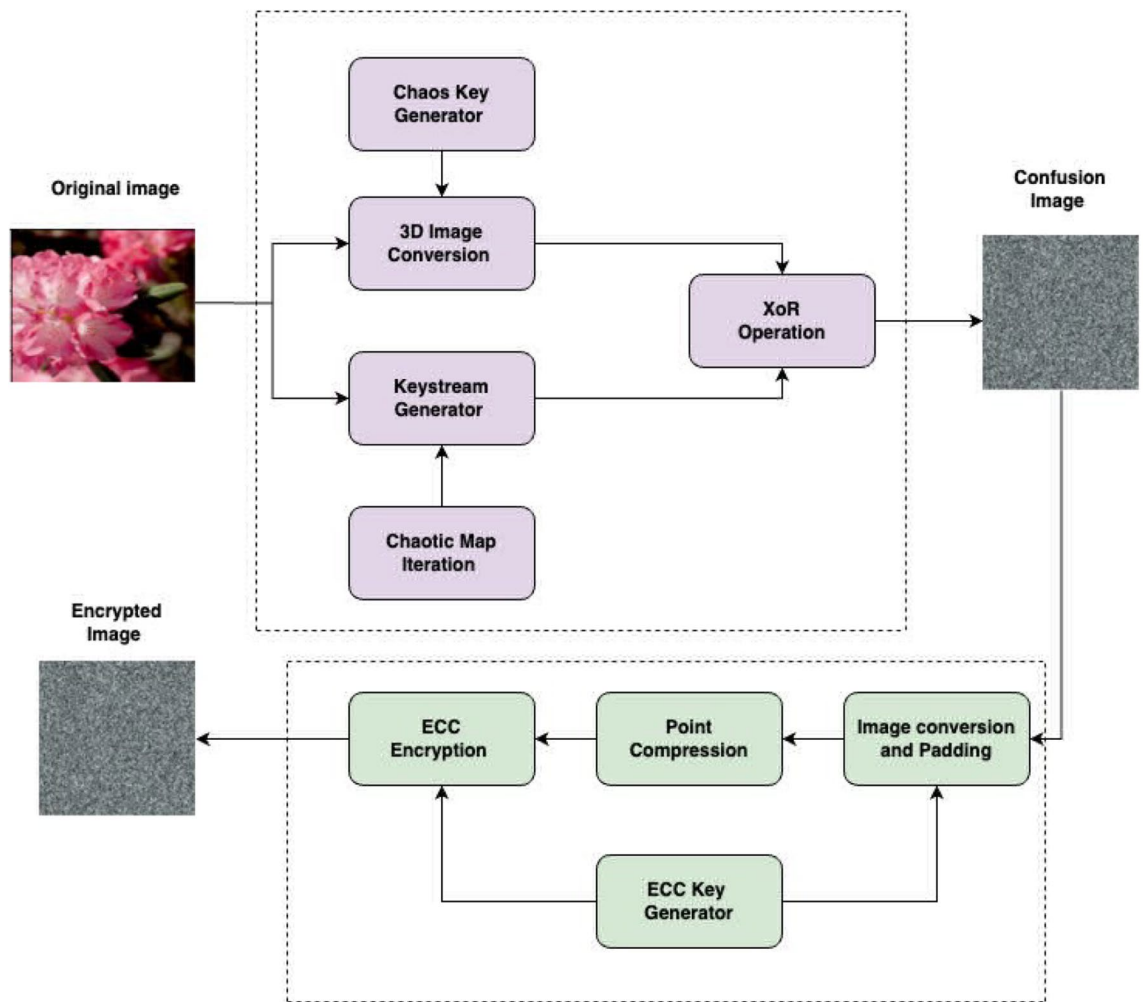 Chaos Key
Generator
Original image
3D Image
Conversion
Confusion
Image
XoR
Operation
Keystream
Generator
Chaotic Map
Iteration
Encrypted
Image
ECC
Encryption
Point
Compression
Image conversion
and Padding
ECC Key
Generator